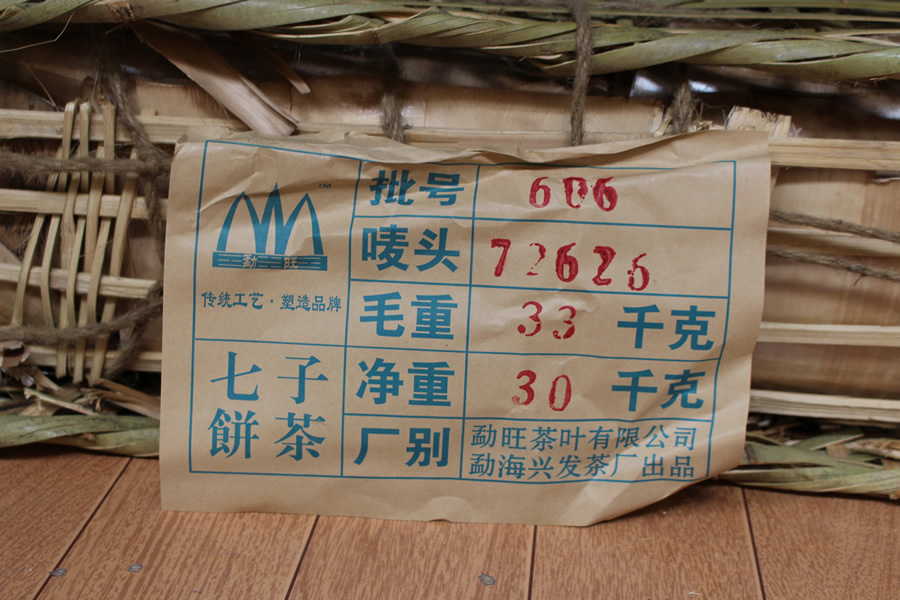 TM
勐旺
传统工艺·塑造品牌
七子
餅茶
批号 606
唛头 72626
毛重 33 千克
净重 30 千克
厂别 勐旺茶叶有限公司
勐海兴发茶厂出品